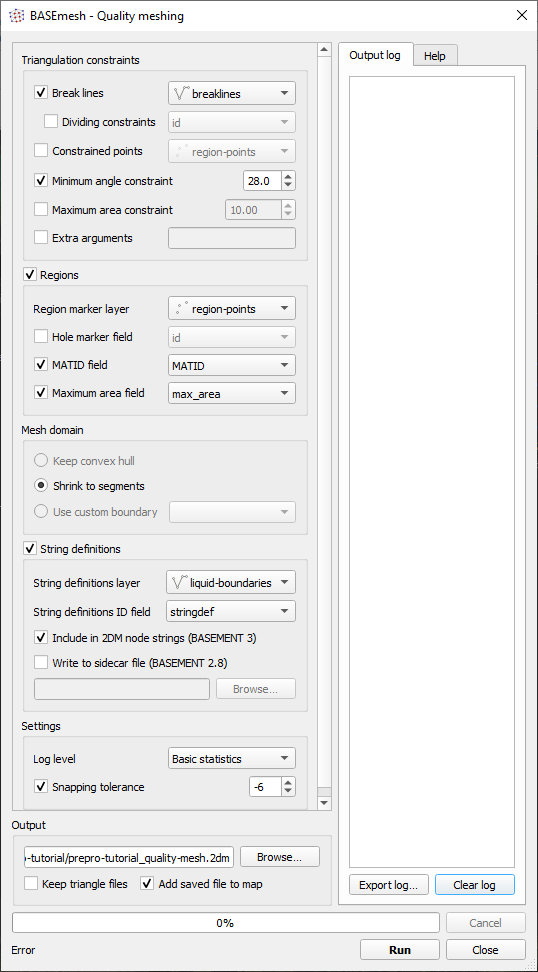 BASEmesh - Quality meshing
Triangulation constraints
Break lines breaklines
Dividing constraints id
Constrained points region-points
Minimum angle constraint 28.0
Maximum area constraint 10.00
Extra arguments
Regions
Region marker layer region-points
Hole marker field id
MATID field MATID
Maximum area field max_area
Mesh domain
Keep convex hull
Shrink to segments
Use custom boundary
String definitions
String definitions layer liquid-boundaries
String definitions ID field stringdef
Include in 2DM node strings (BASEMENT 3)
Write to sidecar file (BASEMENT 2.8)
Browse...
Settings
Log level Basic statistics
Snapping tolerance -6
Output
-tutorial/prepro-tutorial_quality-mesh.2dm Browse...
Keep triangle files Add saved file to map
Output log Help
Export log... Clear log
0% Cancel
Error Run Close